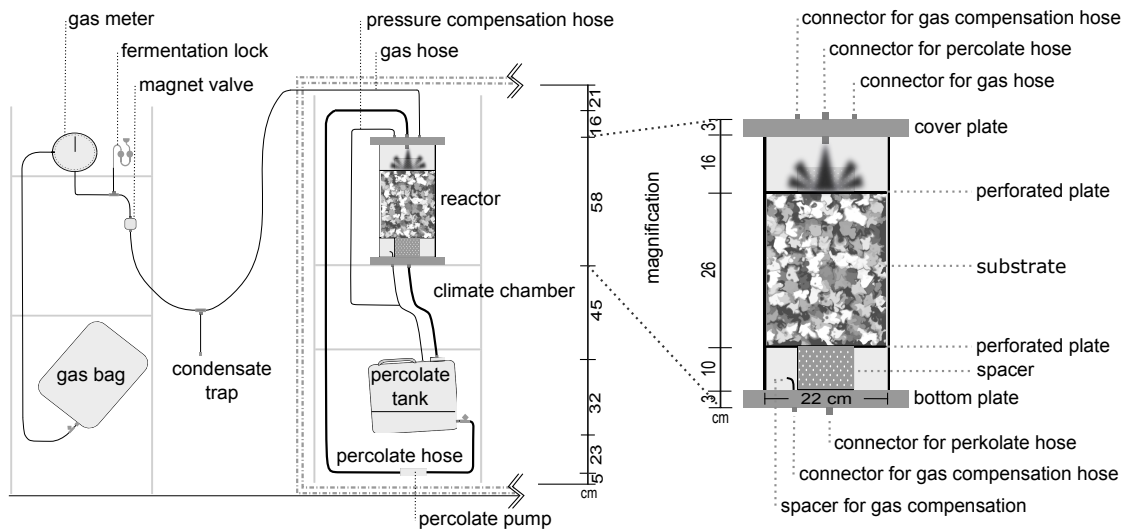 gas meter
fermentation lock
magnet valve
pressure compensation hose
gas hose
connector for gas compensation hose
connector for percolate hose
connector for gas hose
21
16
58
45
32
23
5
cm
reactor
climate chamber
condensate
trap
gas bag
percolate
tank
percolate hose
percolate pump
magnification
3
16
26
10
3
cm
cover plate
perforated plate
substrate
perforated plate
spacer
22 cm
bottom plate
connector for perkolate hose
connector for gas compensation hose
spacer for gas compensation